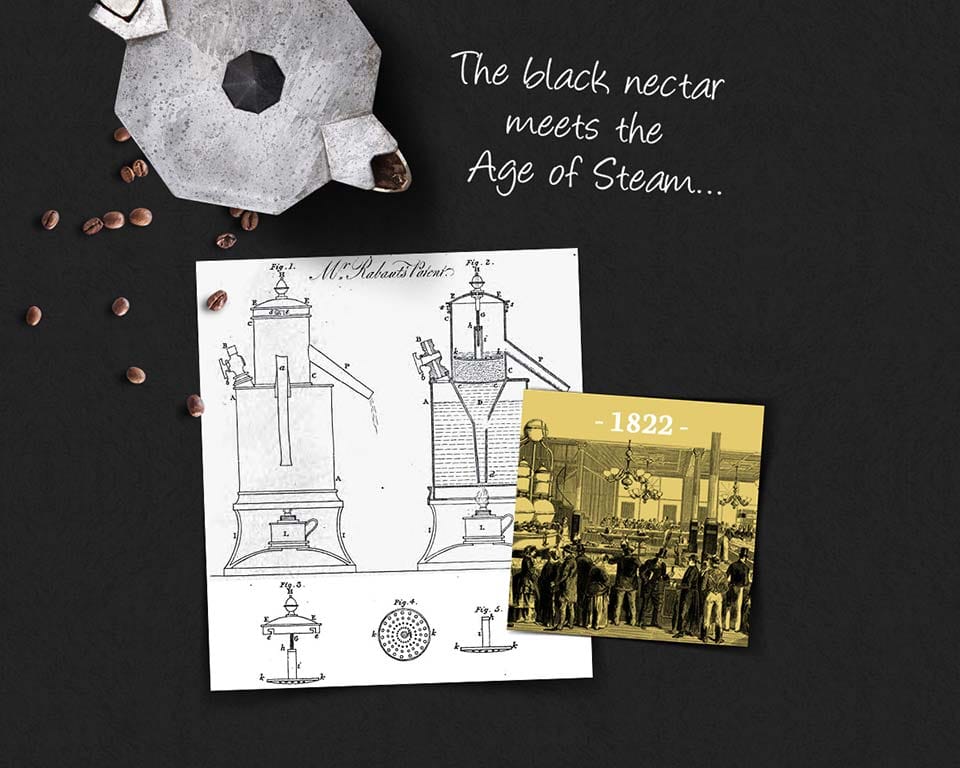 The black nectar
meets the
Age of Steam...
Fig. 1.
Mr. Rabauts Patent.
Fig. 2.
- 1822 -
Fig. 3.
Fig. 4.
Fig. 5.